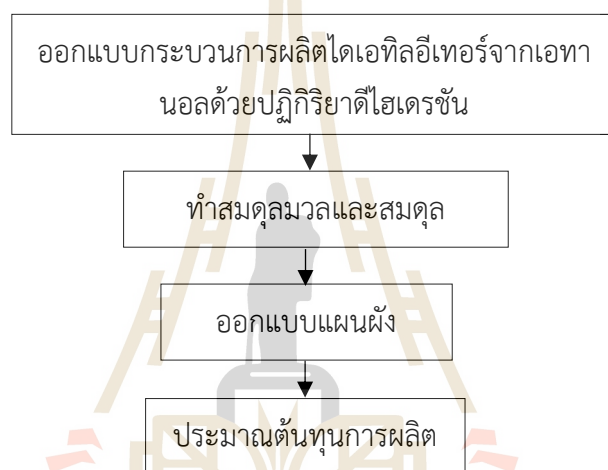 ออกแบบกระบวนการผลิตไดเอทิลอีเทอร์จากเอทา
นอลด้วยปฏิกิริยาดีไฮเดรชัน
ทำสมดุลมวลและสมดุล
ออกแบบแผนผัง
ประมาณต้นทุนการผลิต